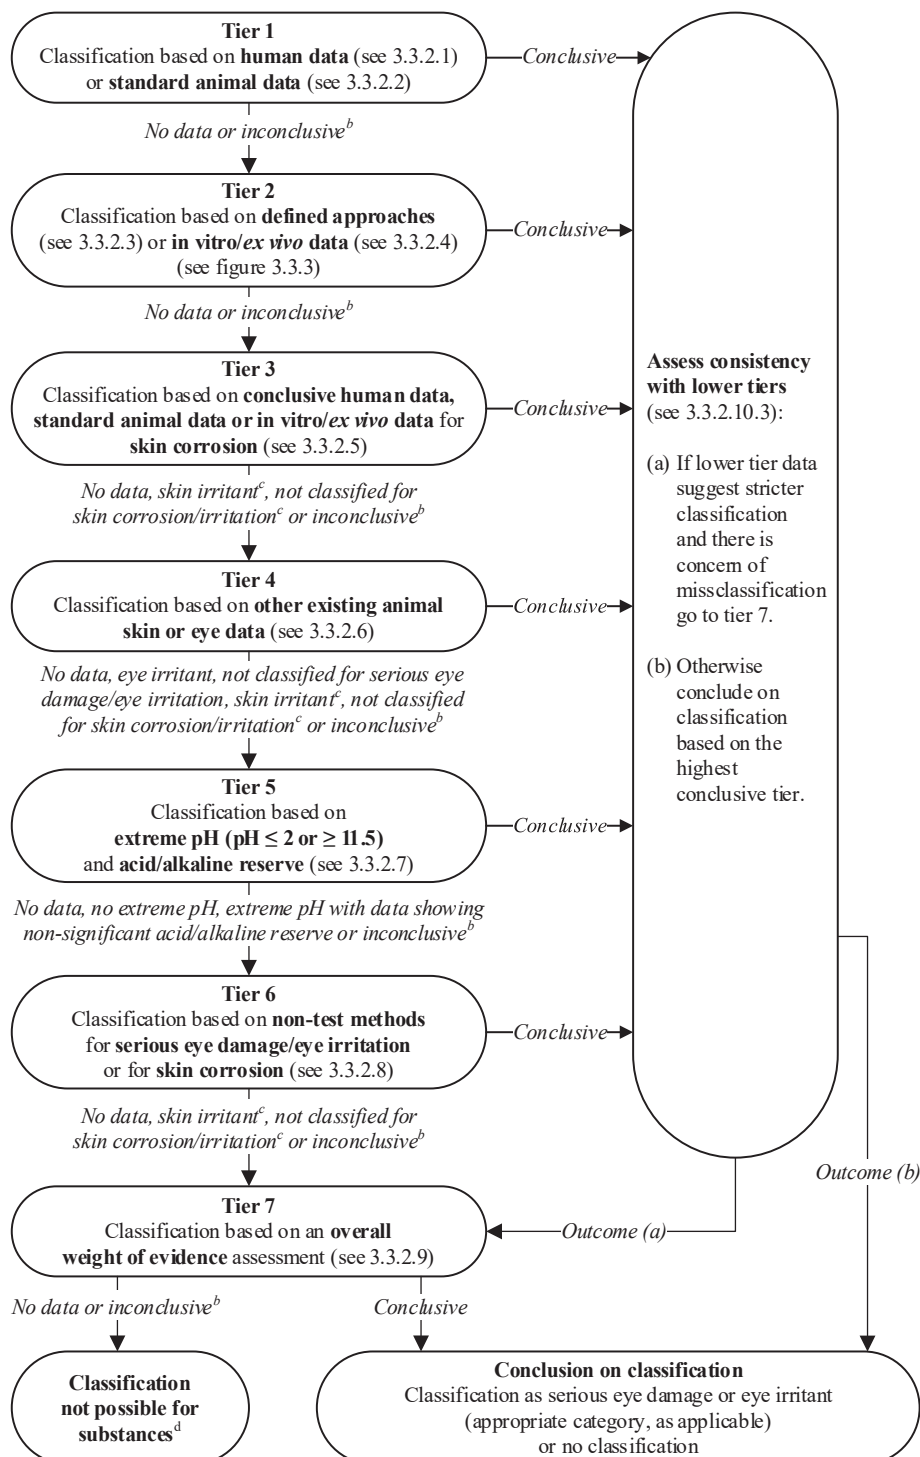 Tier 1
Classification based on human data (see 3.3.2.1)
or standard animal data (see 3.3.2.2)
Conclusive
No data or inconclusive^b
Tier 2
Classification based on defined approaches
(see 3.3.2.3) or in vitro/ex vivo data (see 3.3.2.4)
(see figure 3.3.3)
Conclusive
No data or inconclusive^b
Tier 3
Classification based on conclusive human data,
standard animal data or in vitro/ex vivo data for
skin corrosion (see 3.3.2.5)
Conclusive
No data, skin irritant^c, not classified for
skin corrosion/irritation^c or inconclusive^b
Tier 4
Classification based on other existing animal
skin or eye data (see 3.3.2.6)
Conclusive
No data, eye irritant, not classified for serious eye
damage/eye irritation, skin irritant^c, not classified
for skin corrosion/irritation^c or inconclusive^b
Tier 5
Classification based on
extreme pH (pH ≤ 2 or ≥ 11.5)
and acid/alkaline reserve (see 3.3.2.7)
Conclusive
No data, no extreme pH, extreme pH with data showing
non-significant acid/alkaline reserve or inconclusive^b
Tier 6
Classification based on non-test methods
for serious eye damage/eye irritation
or for skin corrosion (see 3.3.2.8)
Conclusive
No data, skin irritant^c, not classified for
skin corrosion/irritation^c or inconclusive^b
Tier 7
Classification based on an overall
weight of evidence assessment (see 3.3.2.9)
Assess consistency
with lower tiers
(see 3.3.2.10.3):
(a) If lower tier data
suggest stricter
classification
and there is
concern of
missclassification
go to tier 7.
(b) Otherwise
conclude on
classification
based on the
highest
conclusive tier.
Outcome (a)
Outcome (b)
No data or inconclusive^b
Conclusive
Classification
not possible for
substances^d
Conclusion on classification
Classification as serious eye damage or eye irritant
(appropriate category, as applicable)
or no classification